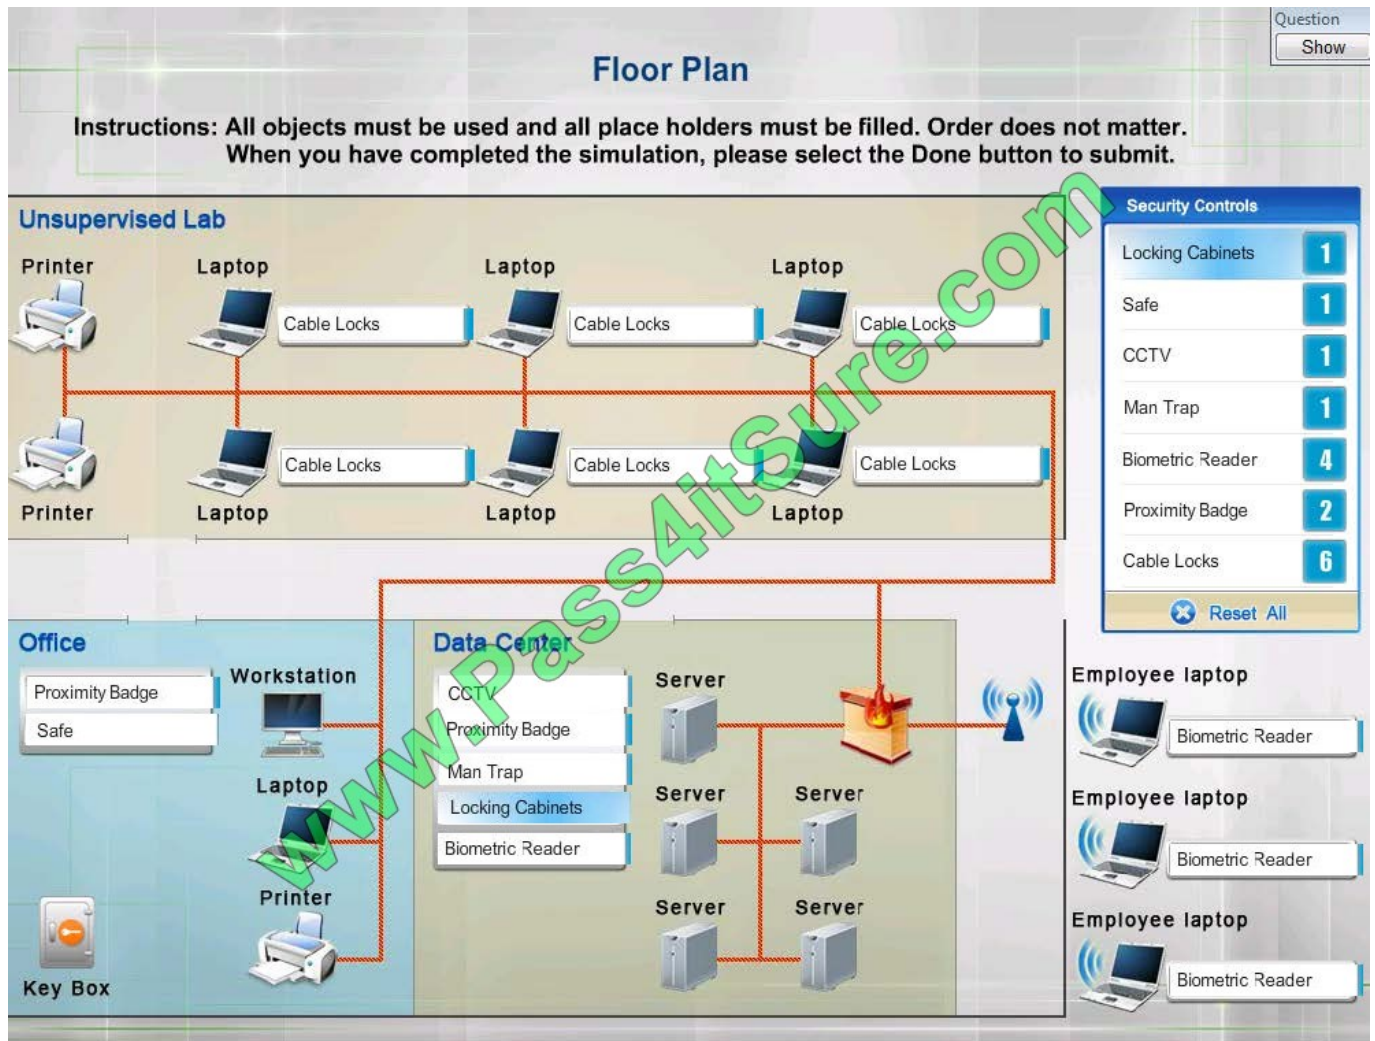 Question
Show
Floor Plan
Instructions: All objects must be used and all place holders must be filled. Order does not matter.
When you have completed the simulation, please select the Done button to submit.
Unsupervised Lab
Printer
Laptop
Laptop
Laptop
Cable Locks
Cable Locks
Cable Locks
Cable Locks
Cable Locks
Cable Locks
Printer
Laptop
Laptop
Laptop
Security Controls
Locking Cabinets 1
Safe 1
CCTV 1
Man Trap 1
Biometric Reader 4
Proximity Badge 2
Cable Locks 6
Reset All
Office
Proximity Badge
Safe
Workstation
Laptop
Printer
Key Box
Data Center
CCTV
Proximity Badge
Man Trap
Locking Cabinets
Biometric Reader
Server
Server
Server
Server
Server
Employee laptop
Biometric Reader
Employee laptop
Biometric Reader
Employee laptop
Biometric Reader
www.Pass4itSure.com